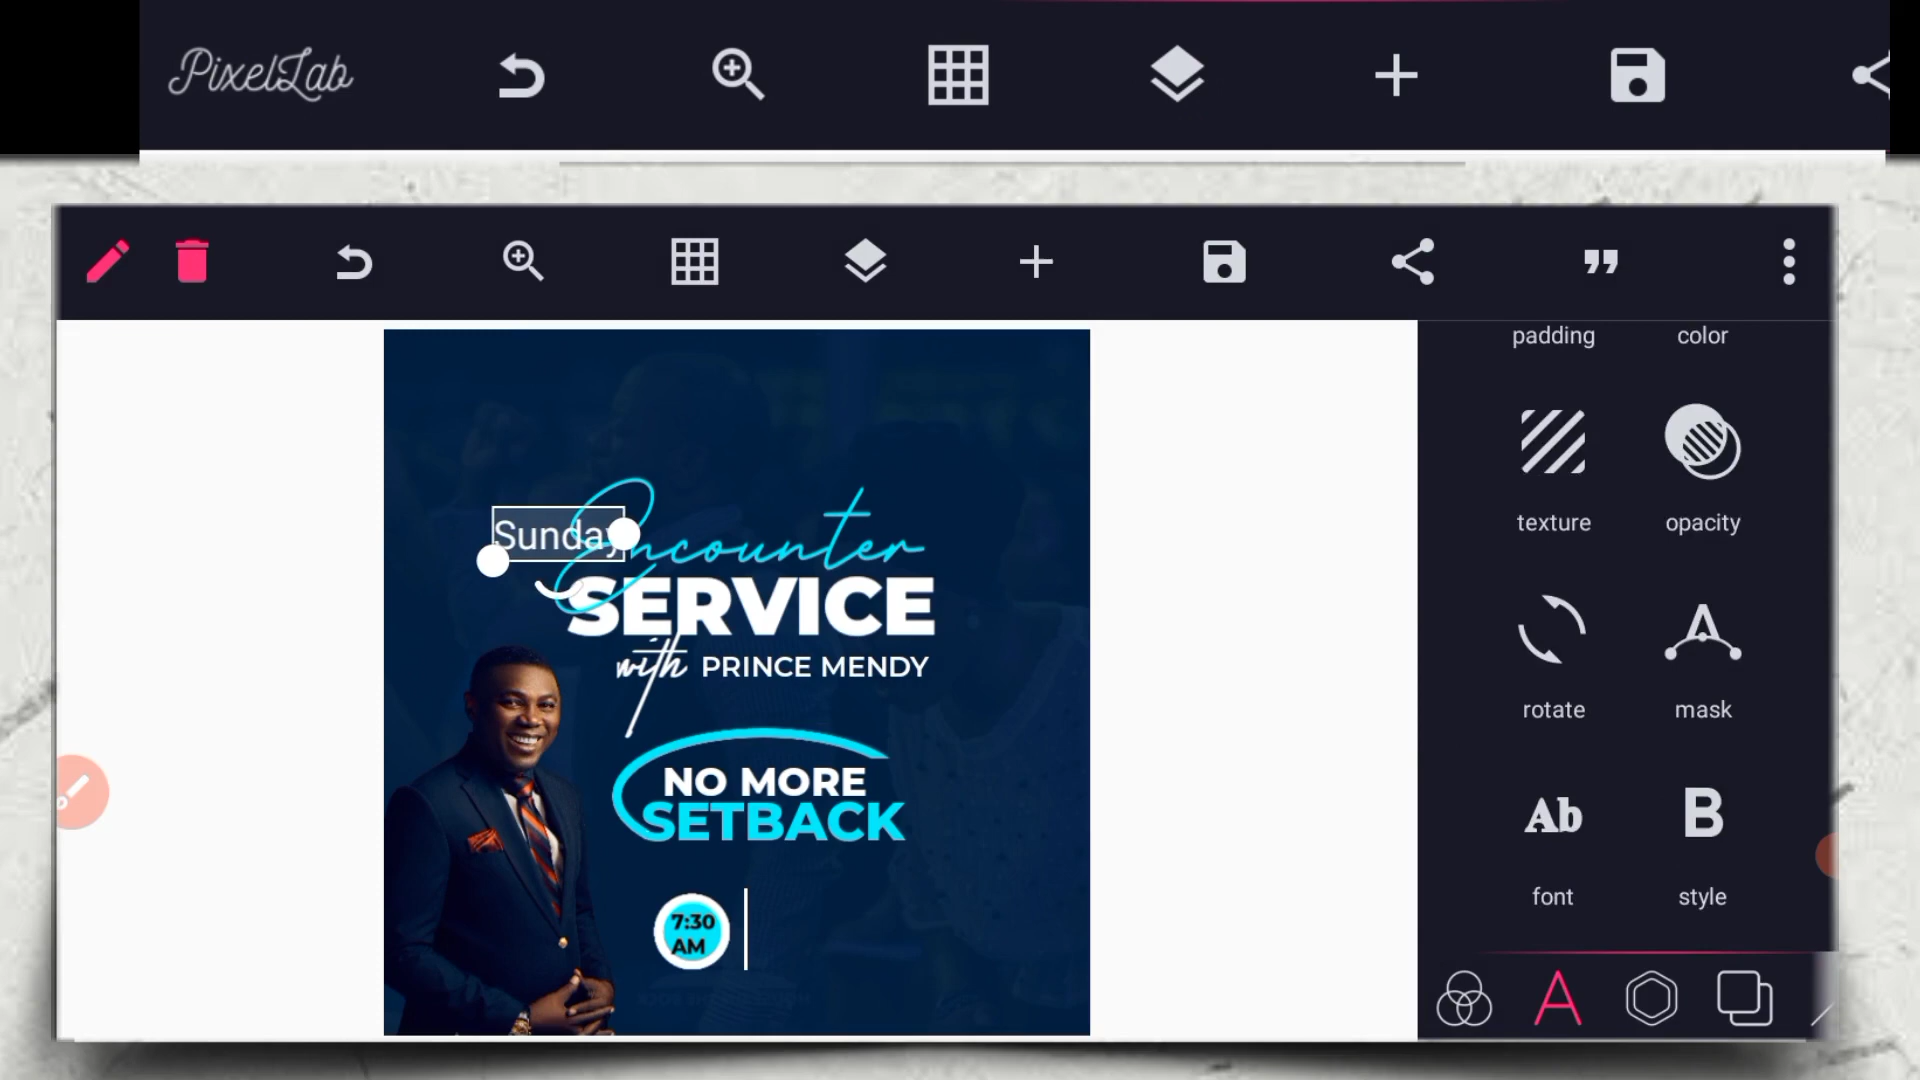 PixelLab
padding
color
texture
opacity
Sunday
Encounter
SERVICE
with PRINCE MENDY
rotate
mask
NO MORE
SETBACK
Ab
B
font
style
7:30
AM